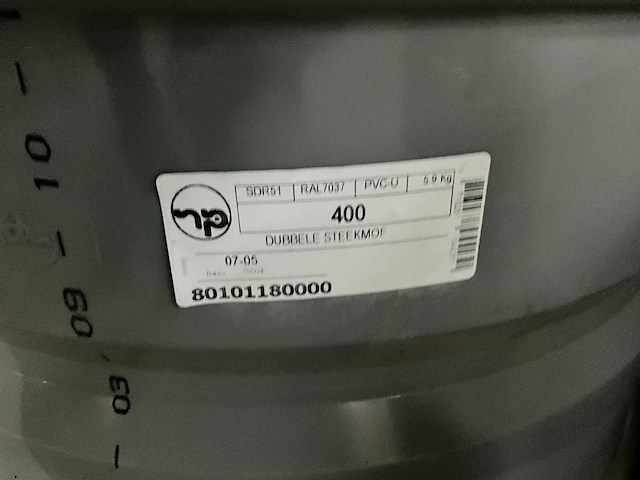 SDR51 RAL7037 PVC-U 5.9 Kg
400
DUBBELE STEEKMOF
07-05
80101180000
10 - 09
03